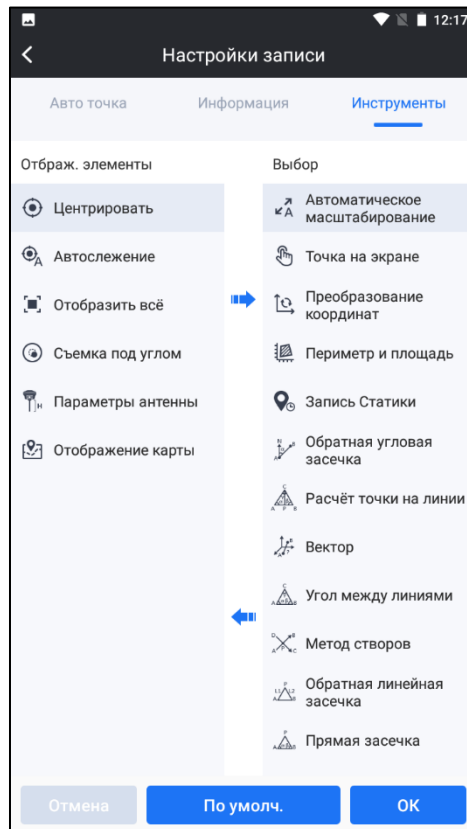 12:17
Настройки записи
Авто точка
Информация
Инструменты
Отображ. элементы
Центрировать
Автослежение
Отобразить всё
Съемка под углом
Параметры антенны
Отображение карты
Выбор
Автоматическое
масштабирование
Точка на экране
Преобразование
координат
Периметр и площадь
Запись Статики
Обратная угловая
засечка
Расчёт точки на линии
Вектор
Угол между линиями
Метод створов
Обратная линейная
засечка
Прямая засечка
Отмена
По умолч.
ОК